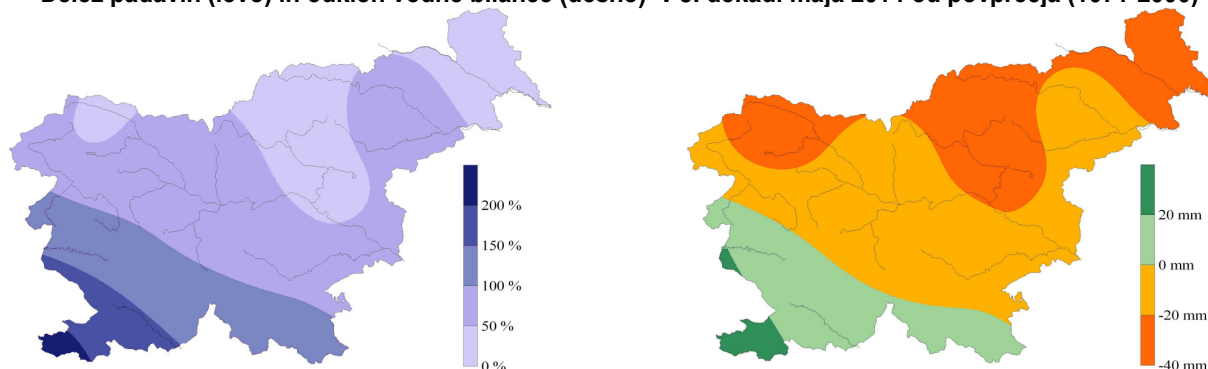 Delež padavin (levo) in odklon vodne bilance (desno) v 3. dekadi maja od povprečja (1971-2000)
200 %
150 %
100 %
50 %
0 %
20 mm
0 mm
-20 mm
-40 mm